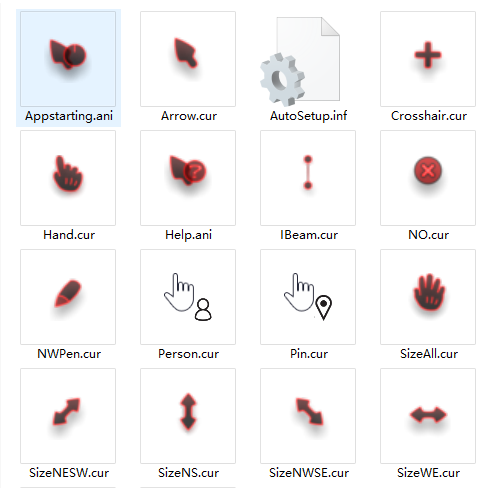 Appstarting.ani
Arrow.cur
AutoSetup.inf
Crosshair.cur
Hand.cur
Help.ani
IBeam.cur
NO.cur
NWPen.cur
Person.cur
Pin.cur
SizeAll.cur
SizeNESW.cur
SizeNS.cur
SizeNWSE.cur
SizeWE.cur